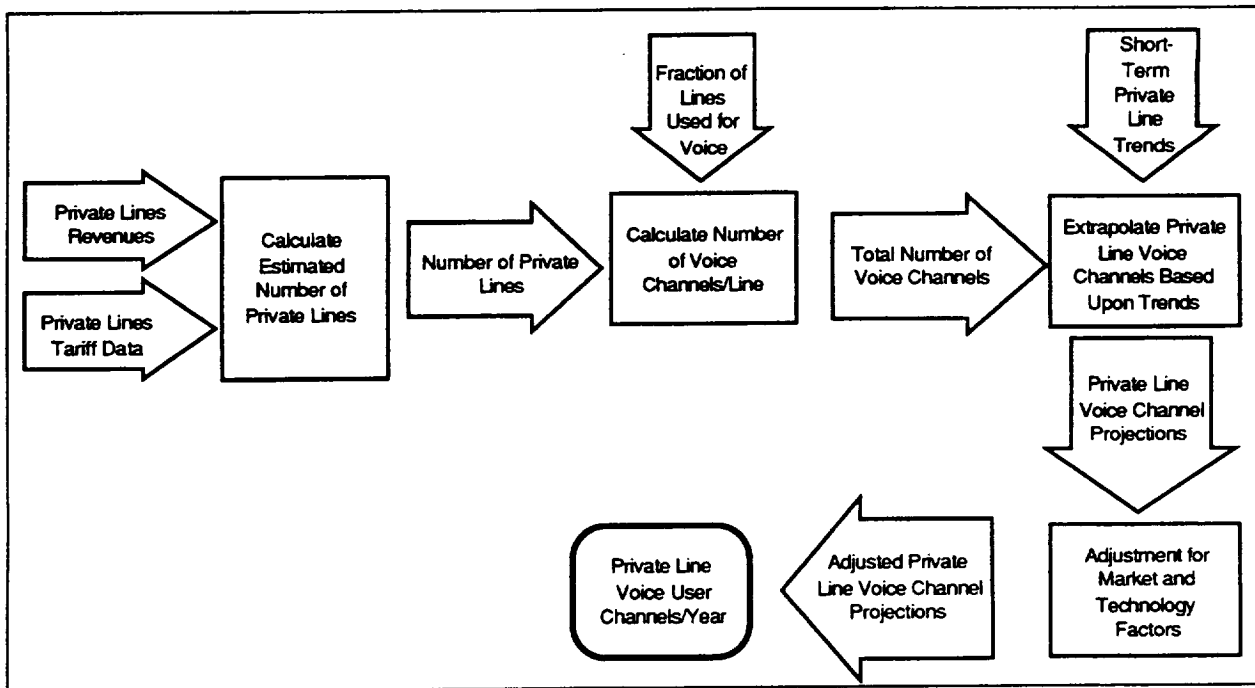 Private Lines
Revenues
Private Lines
Tariff Data
Calculate
Estimated
Number of
Private Lines
Number of Private
Lines
Fraction of
Lines
Used for
Voice
Calculate Number
of Voice
Channels/Line
Total Number of
Voice Channels
Short-
Term
Private
Line
Trends
Extrapolate Private
Line Voice
Channels Based
Upon Trends
Private Line
Voice Channel
Projections
Adjustment for
Market and
Technology
Factors
Adjusted Private
Line Voice Channel
Projections
Private Line
Voice User
Channels/Year